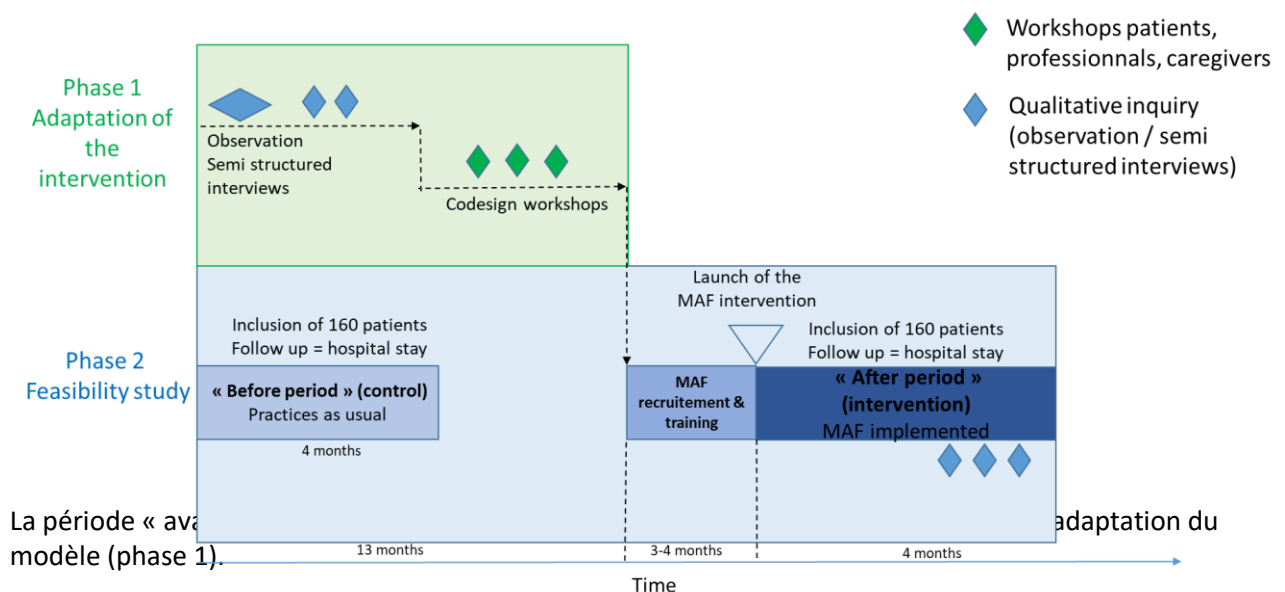 Workshops patients,
professionnals, caregivers
Qualitative inquiry
(observation / semi
structured interviews)
Phase 1
Adaptation of
the
intervention
Observation
Semi structured
interviews
Codesign workshops
Launch of the
MAF intervention
Phase 2
Feasibility study
Inclusion of 160 patients
Follow up = hospital stay
« Before period » (control)
Practices as usual
4 months
MAF
recruitement &
training
Inclusion of 160 patients
Follow up = hospital stay
« After period »
(intervention)
MAF implemented
La période « adaptation du
modèle (phase 1).
13 months
3-4 months
4 months
Time